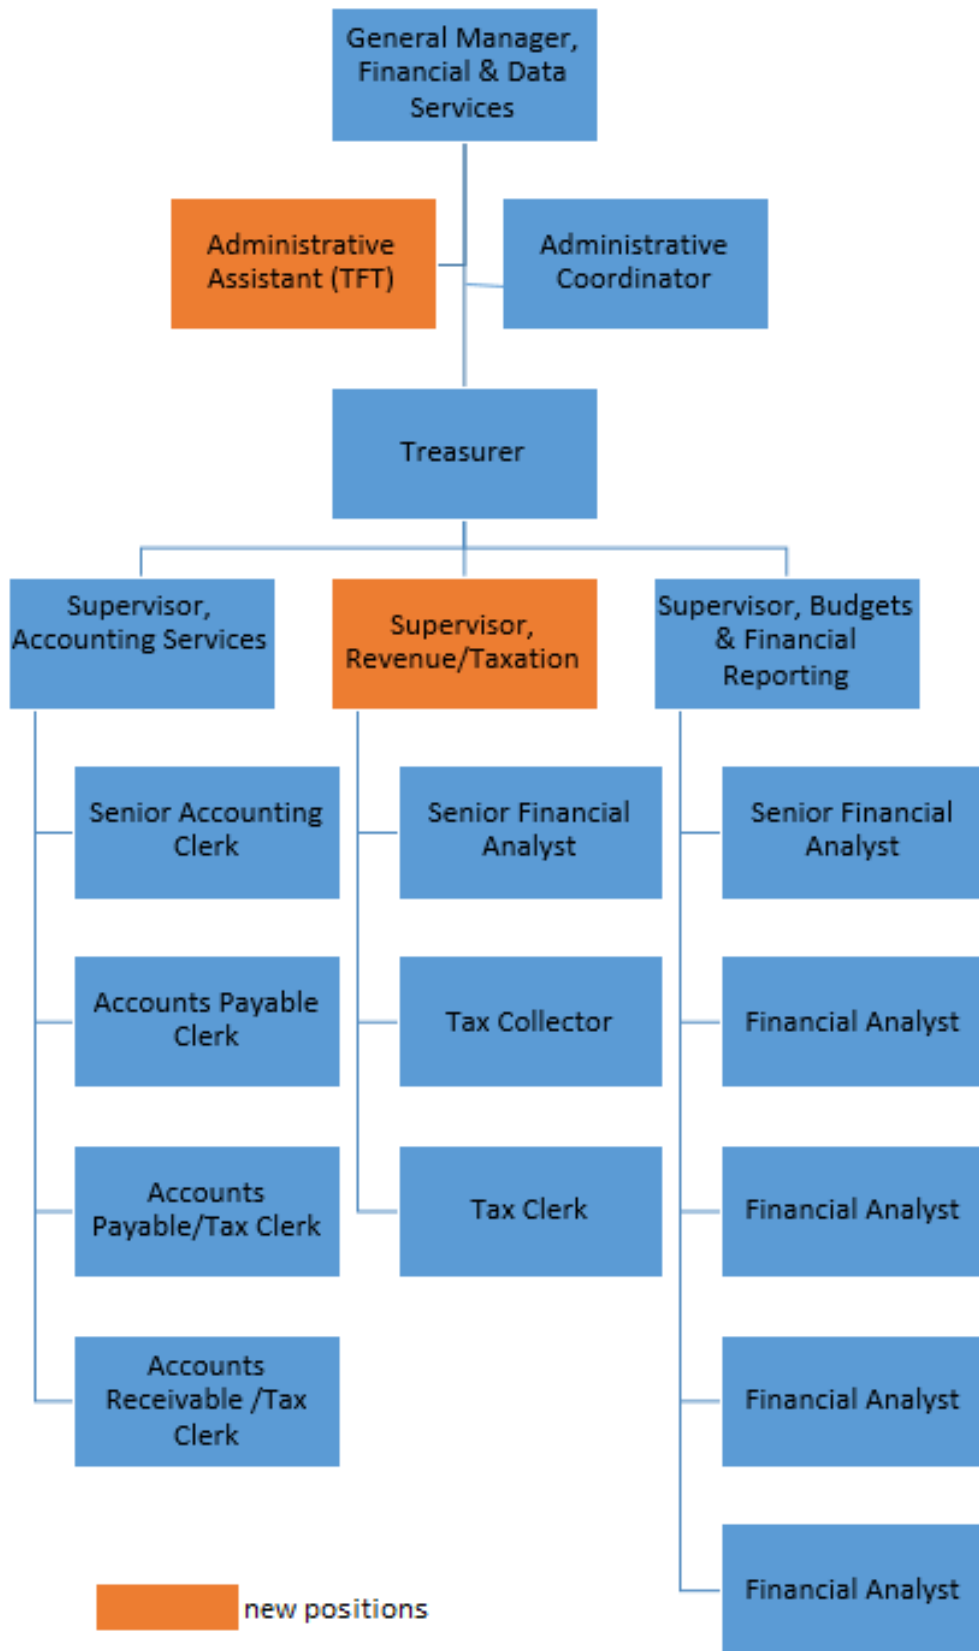 General Manager,
Financial & Data
Services
Administrative
Assistant (TFT)
Administrative
Coordinator
Treasurer
Supervisor,
Accounting Services
Supervisor,
Revenue/Taxation
Supervisor, Budgets
& Financial
Reporting
Senior Accounting
Clerk
Senior Financial
Analyst
Senior Financial
Analyst
Accounts Payable
Clerk
Tax Collector
Financial Analyst
Accounts
Payable/Tax Clerk
Tax Clerk
Financial Analyst
Accounts
Receivable /Tax
Clerk
Financial Analyst
Financial Analyst
new positions